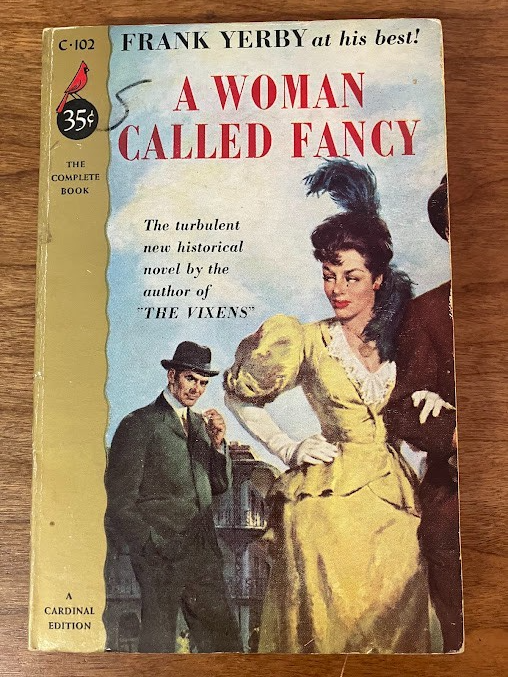 C·102
FRANK YERBY at his best!
35¢
5
A WOMAN
CALLED FANCY
THE
COMPLETE
BOOK
The turbulent
new historical
novel by the
author of
"THE VIXENS"
A
CARDINAL
EDITION